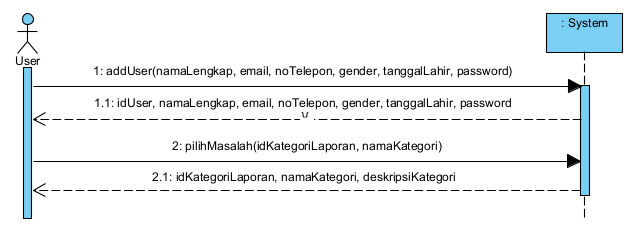 : System
User
1: addUser(namaLengkap, email, noTelepon, gender, tanggalLahir, password)
1.1: idUser, namaLengkap, email, noTelepon, gender, tanggalLahir, password
2: pilihMasalah(idKategoriLaporan, namaKategori)
2.1: idKategoriLaporan, namaKategori, deskripsiKategori